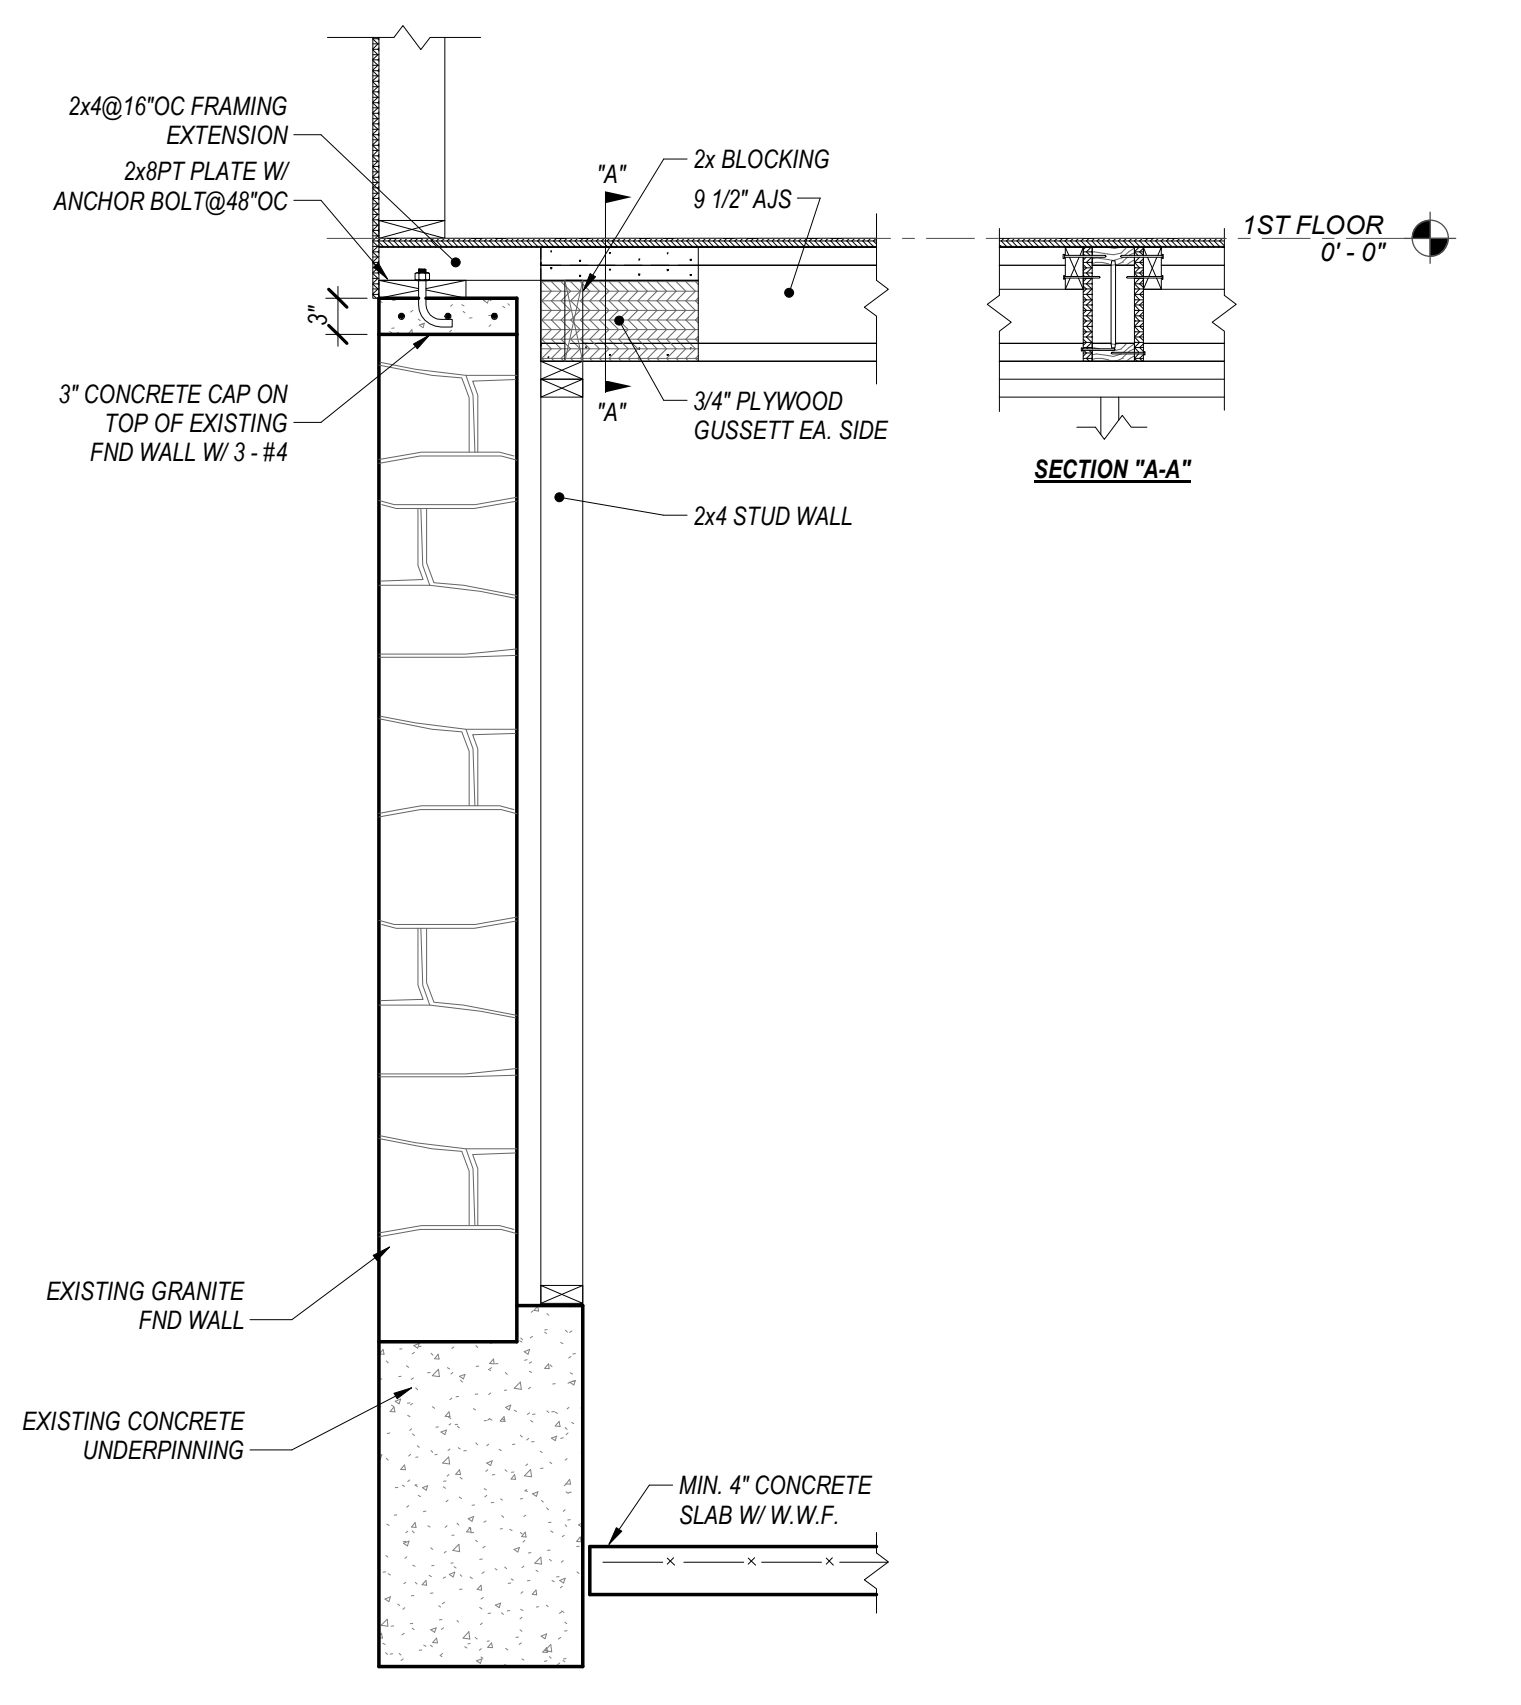 2x4@16"OC FRAMING
EXTENSION
2x8PT PLATE W/
ANCHOR BOLT@48"OC
"A"
2x BLOCKING
9 1/2" AJS
1ST FLOOR
0' - 0"
3"
3" CONCRETE CAP ON
TOP OF EXISTING
FND WALL W/ 3 - #4
"A"
3/4" PLYWOOD
GUSSETT EA. SIDE
SECTION "A-A"
2x4 STUD WALL
EXISTING GRANITE
FND WALL
EXISTING CONCRETE
UNDERPINNING
MIN. 4" CONCRETE
SLAB W/ W.W.F.